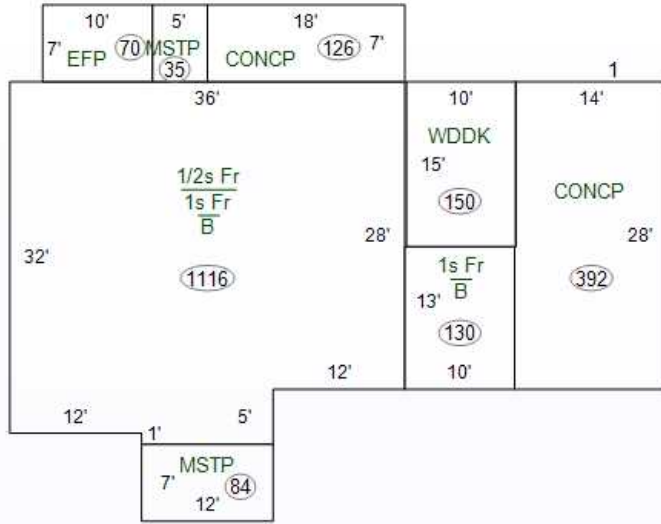 10' 5' 18'
7' EFP 70 MSTP CONCP 126 7'
35
1
36' 10' 14'
WDDK
15'
1/2s Fr
1s Fr
B
150
CONCP
32' 28' 28'
1116
1s Fr
B
392
13'
130
12' 10'
12' 5'
1'
MSTP
7' 84
12'